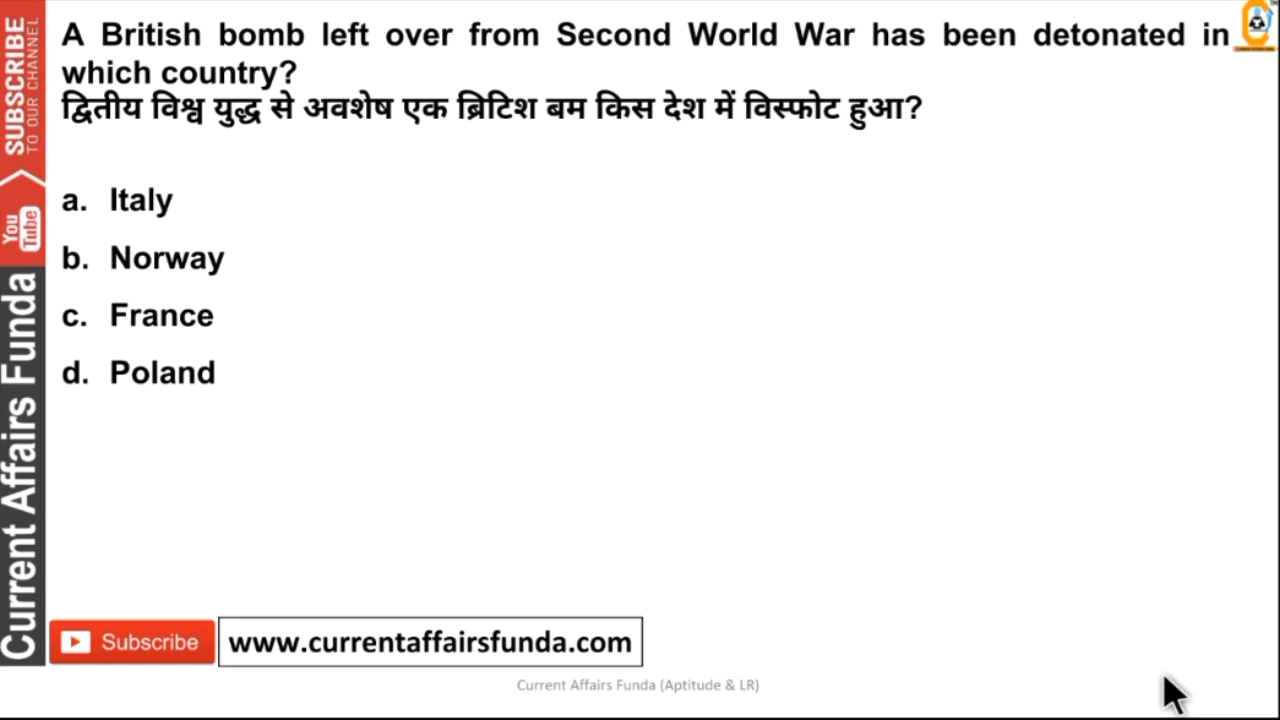 A British bomb left over from Second World War has been detonated in
which country?
द्वितीय विश्व युद्ध से अवशेष एक ब्रिटिश बम किस देश में विस्फोट हुआ?
a. Italy
b. Norway
c. France
d. Poland
SUBSCRIBE
TO OUR CHANNEL
You
Tube
Current Affairs Funda
Subscribe
www.currentaffairsfunda.com
Current Affairs Funda (Aptitude & LR)